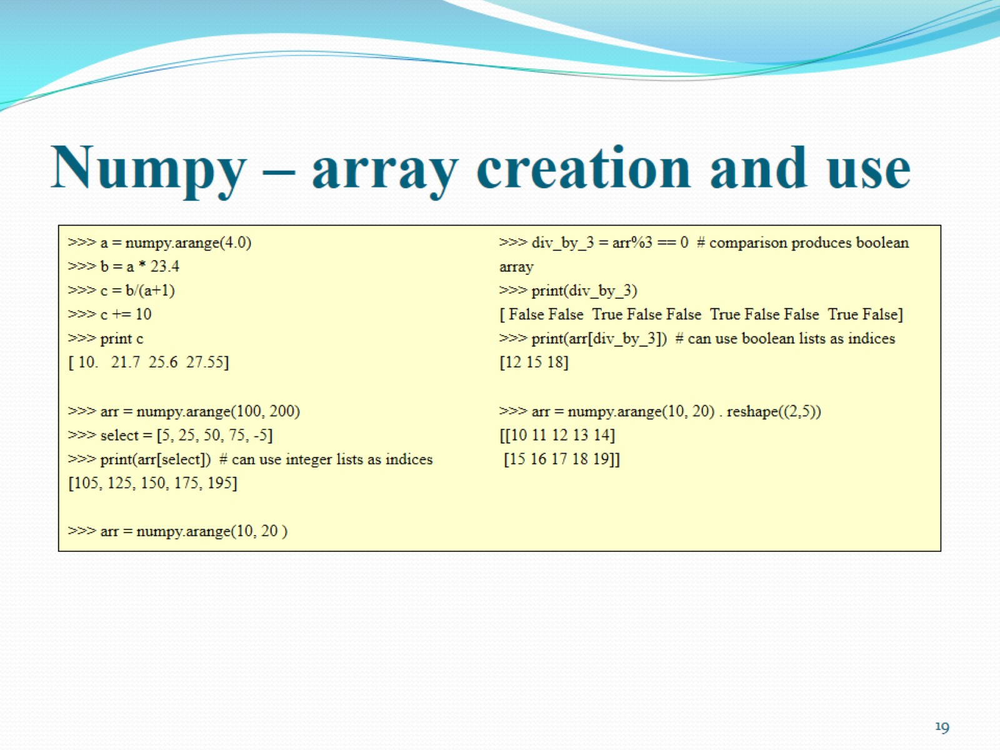 Numpy – array creation and use
>>> a = numpy.arange(4.0)
>>> b = a * 23.4
>>> c = b/(a+1)
>>> c += 10
>>> print c
[ 10.   21.7  25.6  27.55]
>>> arr = numpy.arange(100, 200)
>>> select = [5, 25, 50, 75, -5]
>>> print(arr[select])  # can use integer lists as indices
[105, 125, 150, 175, 195]
>>> arr = numpy.arange(10, 20 )
>>> div_by_3 = arr%3 == 0  # comparison produces boolean
array
>>> print(div_by_3)
[ False False  True False False  True False False  True False]
>>> print(arr[div_by_3])  # can use boolean lists as indices
[12 15 18]
>>> arr = numpy.arange(10, 20) . reshape((2,5))
[[10 11 12 13 14]
 [15 16 17 18 19]]
19